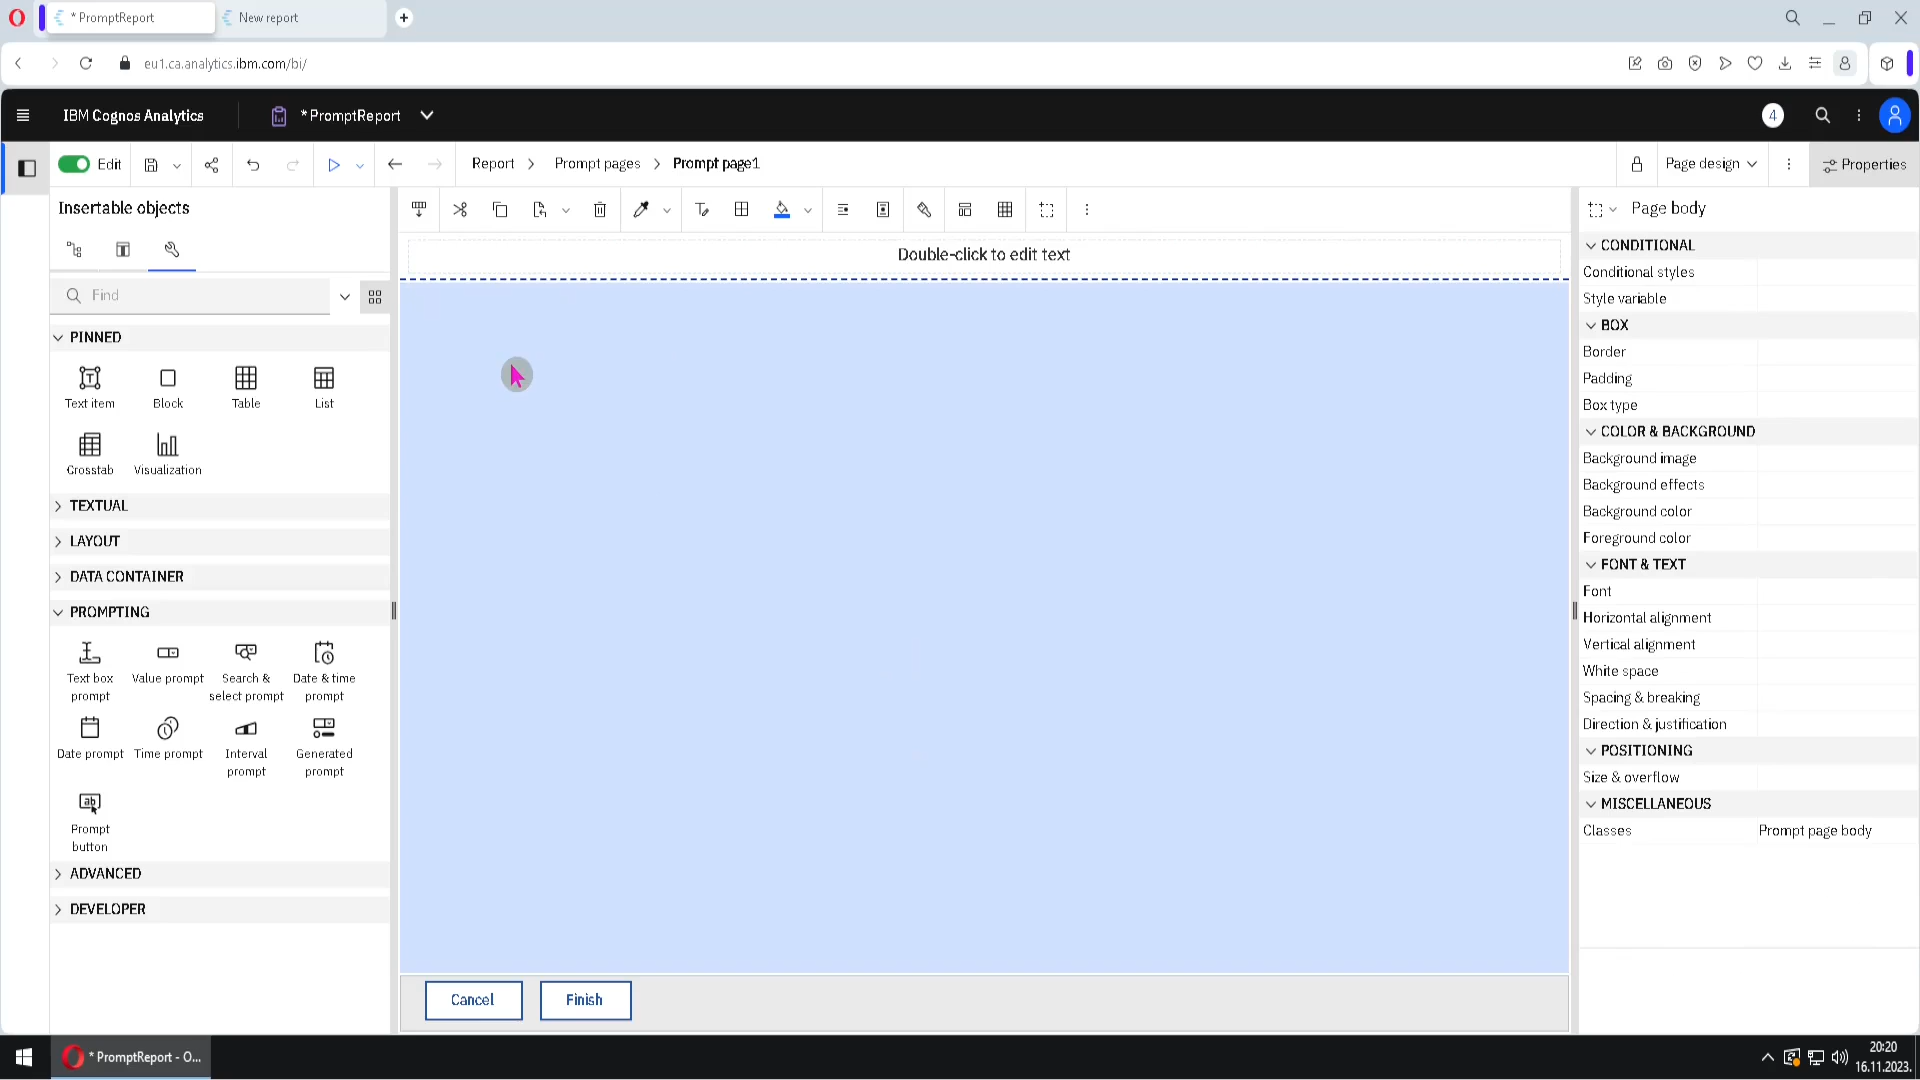 * PromptReport
New report
eu1.ca.analytics.ibm.com/bi/
IBM Cognos Analytics
* PromptReport
4
Edit
Report
Prompt pages
Prompt page1
Page design
Properties
Insertable objects
Page body
Double-click to edit text
Find
PINNED
Text item
Block
Table
List
Crosstab
Visualization
TEXTUAL
LAYOUT
DATA CONTAINER
PROMPTING
Text box prompt
Value prompt
Search & select prompt
Date & time prompt
Date prompt
Time prompt
Interval prompt
Generated prompt
Prompt button
ADVANCED
DEVELOPER
Cancel
Finish
CONDITIONAL
Conditional styles
Style variable
BOX
Border
Padding
Box type
COLOR & BACKGROUND
Background image
Background effects
Background color
Foreground color
FONT & TEXT
Font
Horizontal alignment
Vertical alignment
White space
Spacing & breaking
Direction & justification
POSITIONING
Size & overflow
MISCELLANEOUS
Classes
Prompt page body
* PromptReport - O...
20:20
16.11.2023.